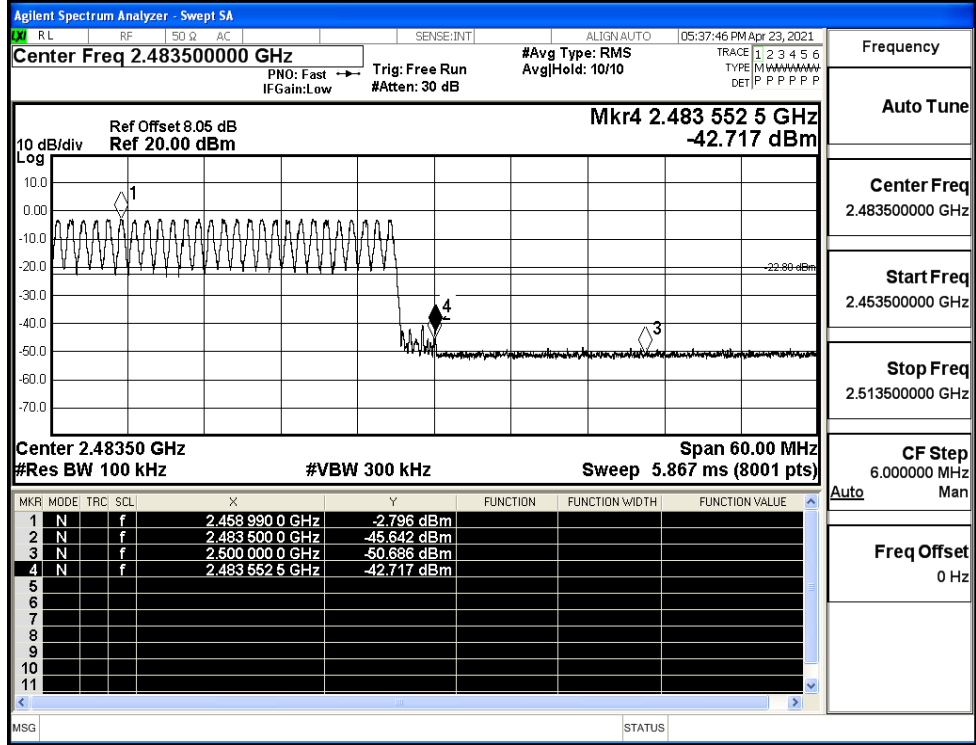 Agilent Spectrum Analyzer - Swept SA
LXI RL RF 50 Ω AC SENSE:INT ALIGN AUTO 05:37:46 PM Apr 23, 2021
Center Freq 2.483500000 GHz
PNO: Fast
IFGain:Low
Trig: Free Run
#Atten: 30 dB
#Avg Type: RMS
Avg|Hold: 10/10
TRACE 1 2 3 4 5 6
TYPE M W W W W W
DET P P P P P P
Mkr4 2.483 552 5 GHz
-42.717 dBm
Ref Offset 8.05 dB
10 dB/div Ref 20.00 dBm
Log
10.0
0.00
-10.0
-20.0
-30.0
-40.0
-50.0
-60.0
-70.0
1
-22.80 dBm
4
3
Center 2.48350 GHz Span 60.00 MHz
#Res BW 100 kHz #VBW 300 kHz Sweep 5.867 ms (8001 pts)
MKR MODE TRC SCL X Y FUNCTION FUNCTION WIDTH FUNCTION VALUE
1 N f 2.458 990 0 GHz -2.796 dBm
2 N f 2.483 500 0 GHz -45.642 dBm
3 N f 2.500 000 0 GHz -50.686 dBm
4 N f 2.483 552 5 GHz -42.717 dBm
5
6
7
8
9
10
11
MSG STATUS
Frequency
Auto Tune
Center Freq
2.483500000 GHz
Start Freq
2.453500000 GHz
Stop Freq
2.513500000 GHz
CF Step
6.000000 MHz
Auto Man
Freq Offset
0 Hz